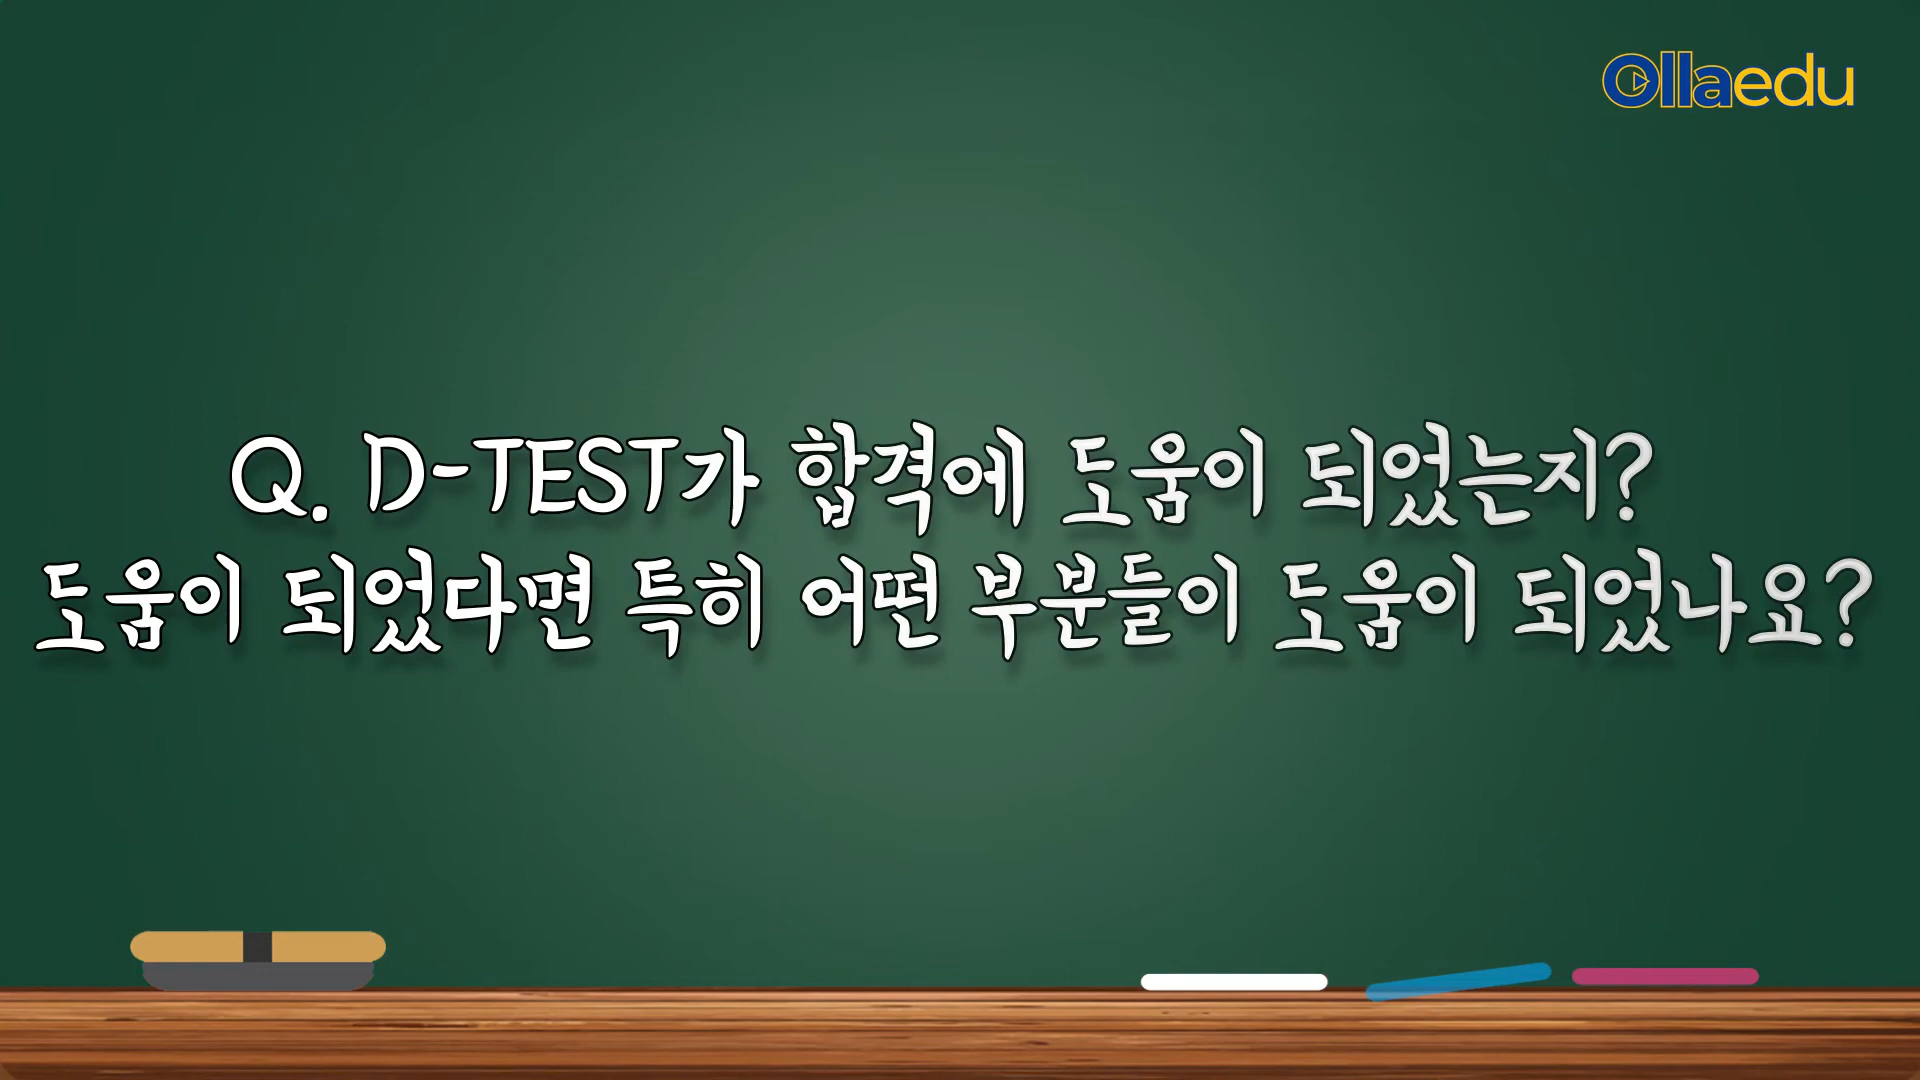 Ollaedu
Q. D-TEST가 합격에 도움이 되었는지?
도움이 되었다면 특히 어떤 부분들이 도움이 되었나요?